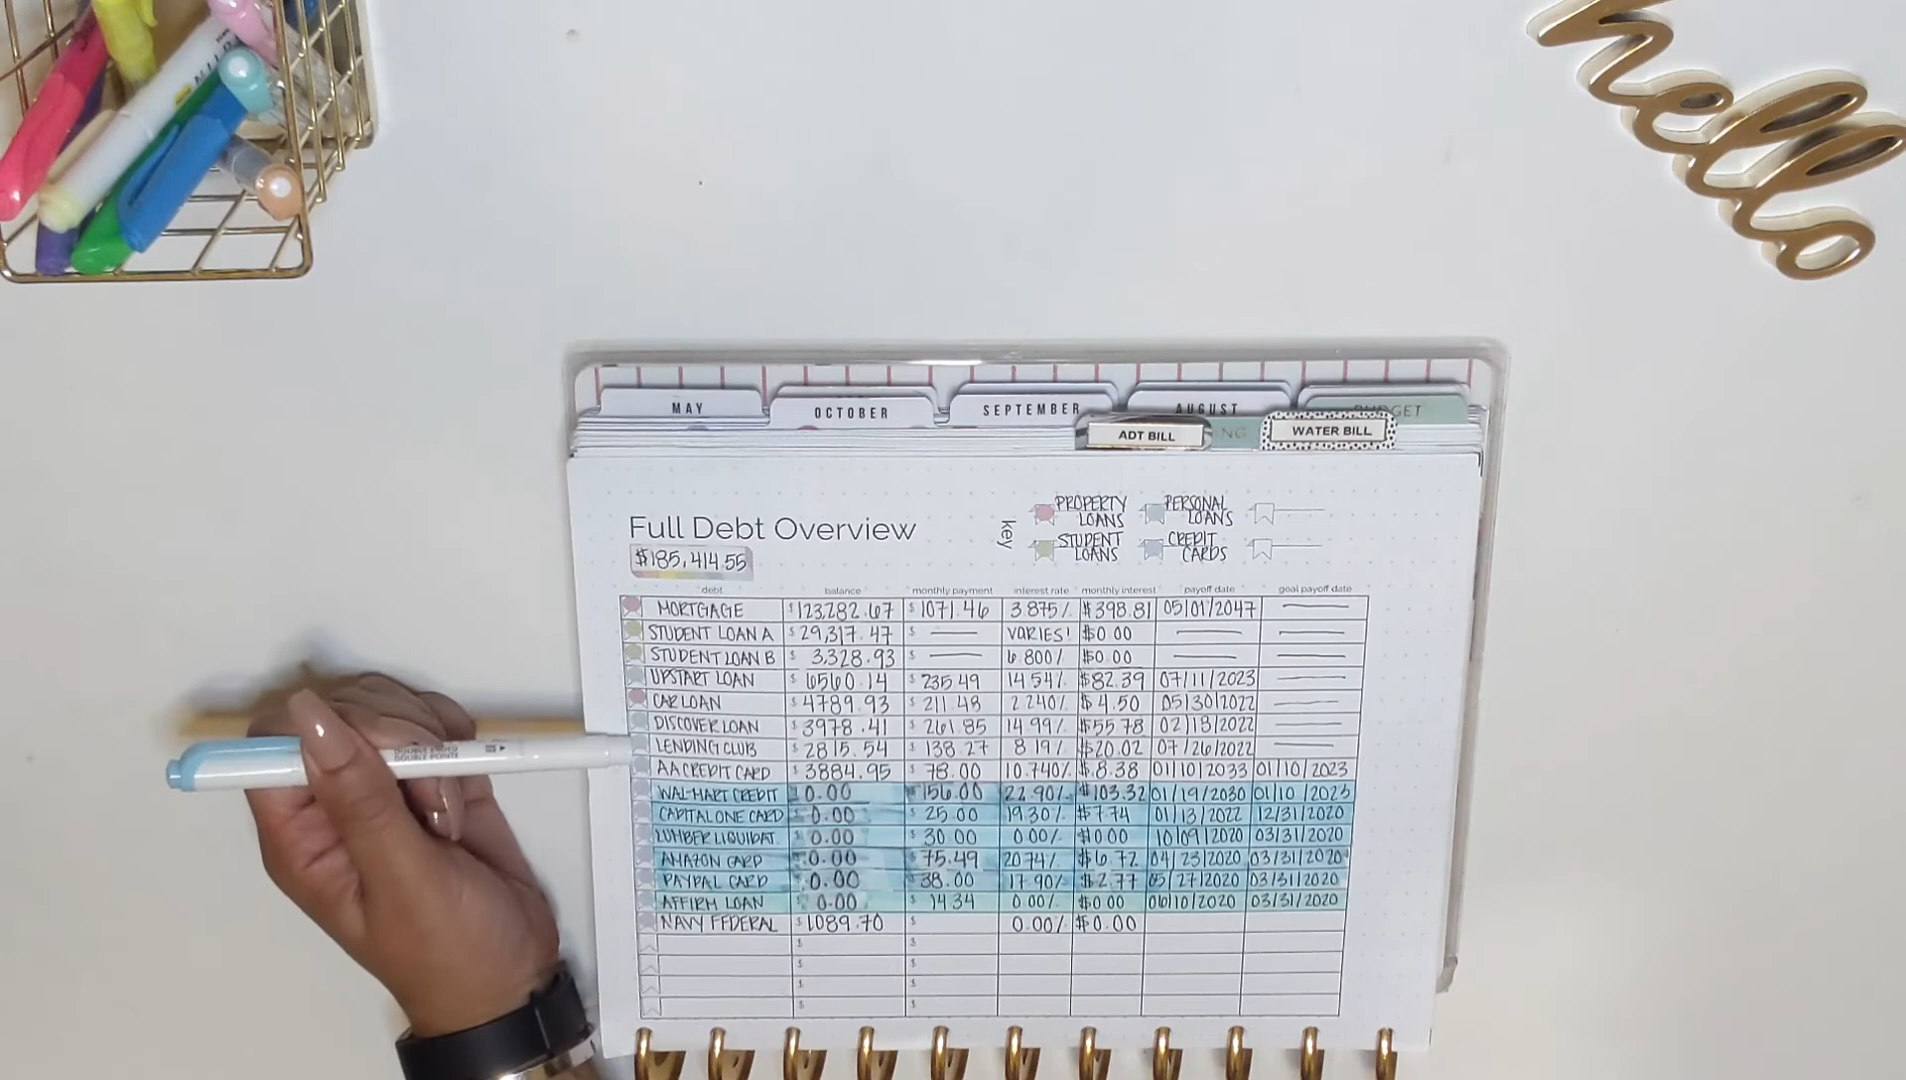 MAY OCTOBER SEPTEMBER AUGUST BUDGET
ADT BILL NG WATER BILL
key
PROPERTY LOANS PERSONAL LOANS
STUDENT LOANS CREDIT CARDS
Full Debt Overview
$185,414.55
debt balance monthly payment interest rate monthly interest payoff date goal payoff date
MORTGAGE $123,282.67 $1071.46 3.875% $398.81 05/01/2047
STUDENT LOAN A $29,317.47 $ VARIES! $0.00
STUDENT LOAN B $3,328.93 $ 6.800% $0.00
UPSTART LOAN $6560.14 $235.49 14.54% $82.39 07/11/2023
CAR LOAN $4789.93 $211.48 2.240% $4.50 05/30/2022
DISCOVER LOAN $3978.41 $261.85 14.99% $55.78 02/13/2022
LENDING CLUB $2815.54 $138.27 8.19% $20.02 07/26/2022
AA CREDIT CARD $3884.95 $78.00 10.740% $8.38 01/10/2033 01/10/2023
WAL-MART CREDIT $0.00 $156.00 22.90% $103.32 01/19/2030 01/10/2023
CAPITAL ONE CARD $0.00 $25.00 19.30% $7.74 01/13/2022 12/31/2020
LUMBER LIQUIDAT. $0.00 $30.00 0.00% $0.00 10/09/2020 03/31/2020
AMAZON CARD $0.00 $75.49 20.74% $6.72 04/23/2020 03/31/2020
PAYPAL CARD $0.00 $38.00 17.90% $2.77 05/27/2020 03/31/2020
AFFIRM LOAN $0.00 $14.34 0.00% $0.00 06/10/2020 03/31/2020
NAVY FEDERAL $1089.70 $ 0.00% $0.00
$ $
$ $
$ $
$ $
hello